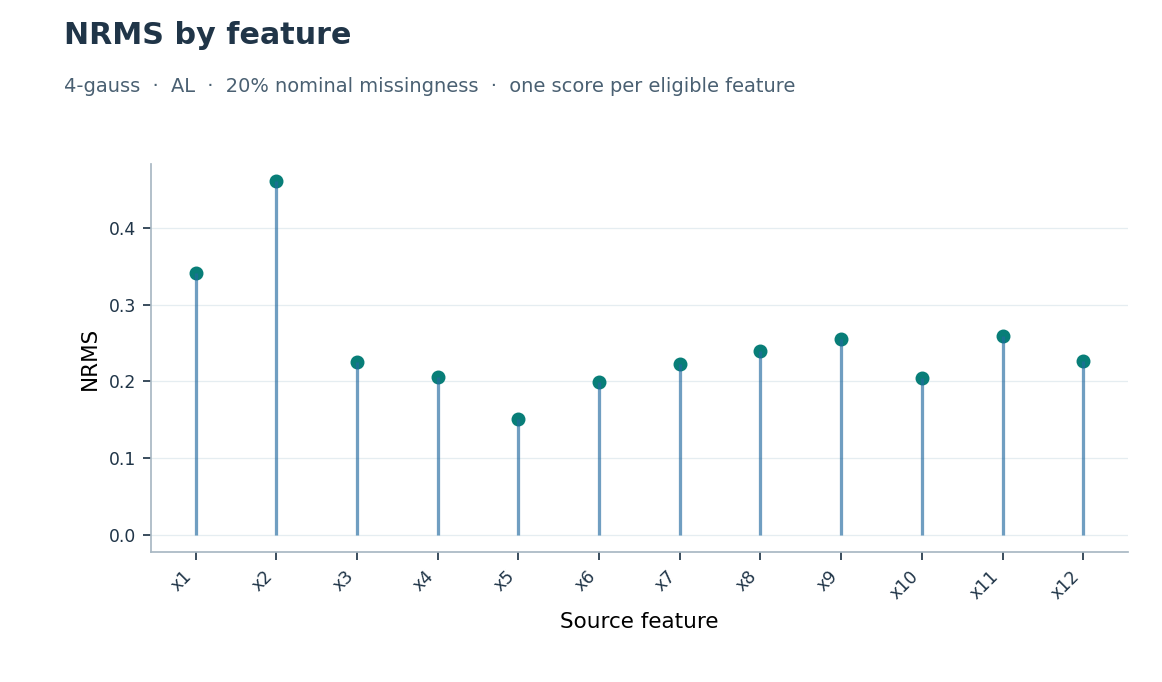 NRMS by feature
4-gauss · AL · 20% nominal missingness · one score per eligible feature
NRMS
0.4
0.3
0.2
0.1
0.0
x1 x2 x3 x4 x5 x6 x7 x8 x9 x10 x11 x12
Source feature